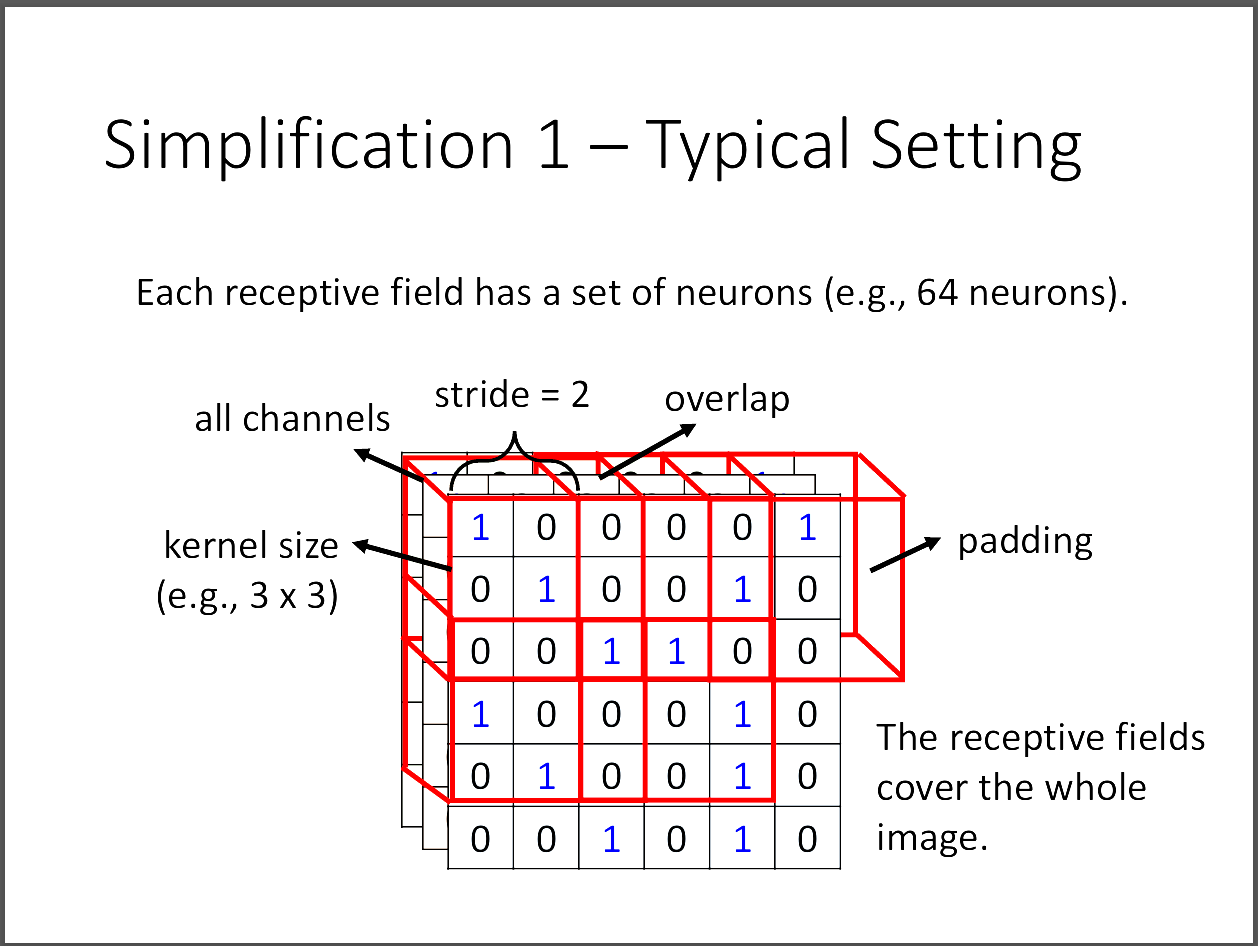 Simplification 1 – Typical Setting
Each receptive field has a set of neurons (e.g., 64 neurons).
all channels
stride = 2
overlap
kernel size
(e.g., 3 x 3)
padding
1 0 0 0 0 1
0 1 0 0 1 0
0 0 1 1 0 0
1 0 0 0 1 0
0 1 0 0 1 0
0 0 1 0 1 0
The receptive fields
cover the whole
image.